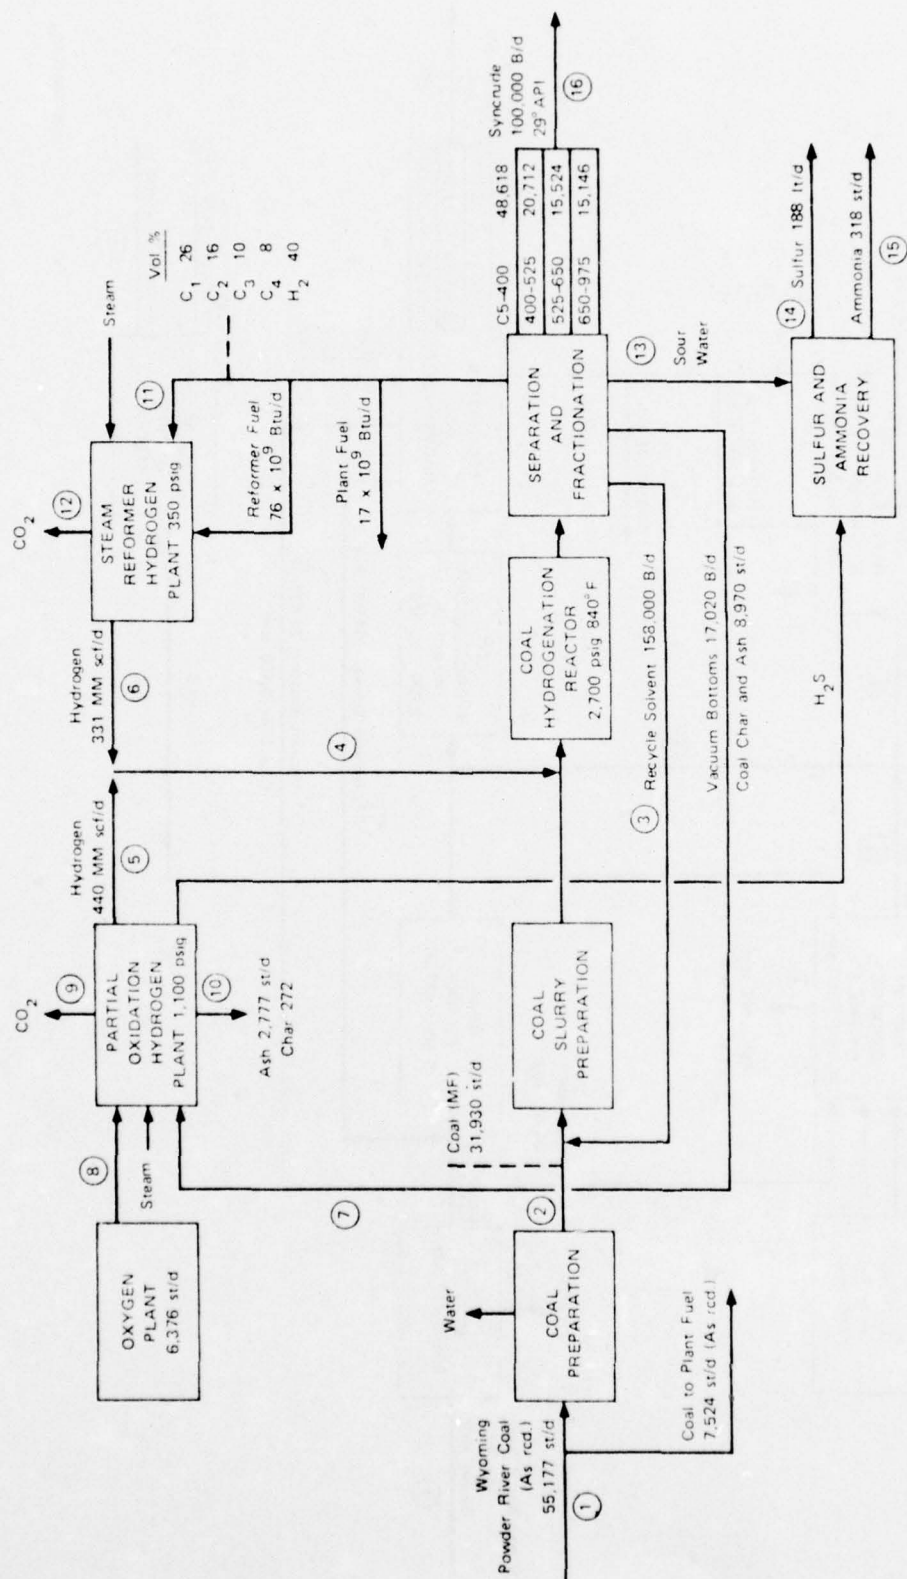 CO2
9
OXYGEN
PLANT
6,376 st/d
8
Steam
PARTIAL
OXIDATION
HYDROGEN
PLANT 1,100 psig
10
Ash 2,777 st/d
Char 272
Hydrogen
440 MM scf/d
5
Hydrogen
331 MM scf/d
6
CO2
12
STEAM
REFORMER
HYDROGEN
PLANT 350 psig
Steam
11
Vol %
C1 26
C2 16
C3 10
C4 8
H2 40
Reformer Fuel
76 x 10^9 Btu/d
Plant Fuel
17 x 10^9 Btu/d
7
4
Wyoming
Powder River Coal
(As rcd.)
55,177 st/d
1
Water
COAL
PREPARATION
Coal to Plant Fuel
7,524 st/d (As rcd.)
2
Coal (MF)
31,930 st/d
COAL
SLURRY
PREPARATION
COAL
HYDROGENATION
REACTOR
2,700 psig 840°F
SEPARATION
AND
FRACTIONATION
C5-400 48,618
400-525 20,712
525-650 15,524
650-975 15,146
Syncrude
100,000 B/d
29° API
16
3
Recycle Solvent 158,000 B/d
Vacuum Bottoms 17,020 B/d
Coal Char and Ash 8,970 st/d
13
Sour
Water
H2S
SULFUR AND
AMMONIA
RECOVERY
14
Sulfur 188 lt/d
Ammonia 318 st/d
15